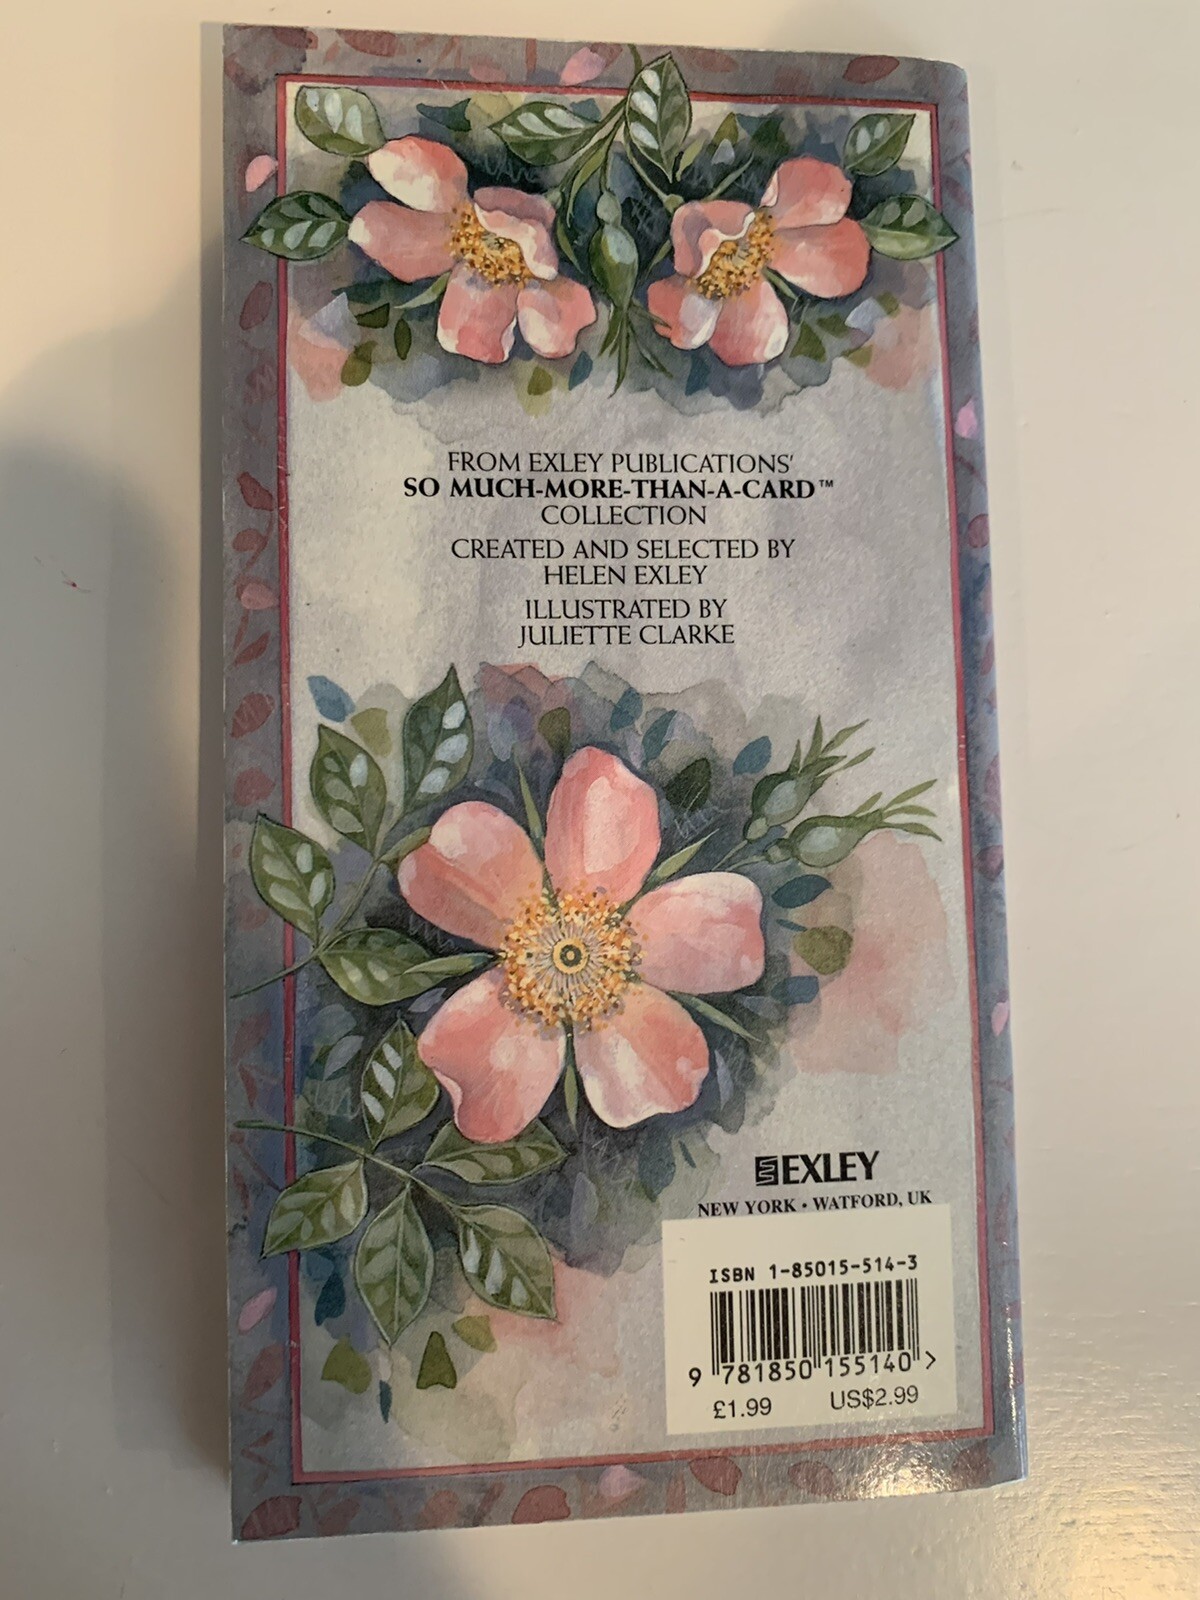 FROM EXLEY PUBLICATIONS'
SO MUCH-MORE-THAN-A-CARD™
COLLECTION
CREATED AND SELECTED BY
HELEN EXLEY
ILLUSTRATED BY
JULIETTE CLARKE
EXLEY
NEW YORK • WATFORD, UK
ISBN 1-85015-514-3
9 781850 155140 >
£1.99 US$2.99